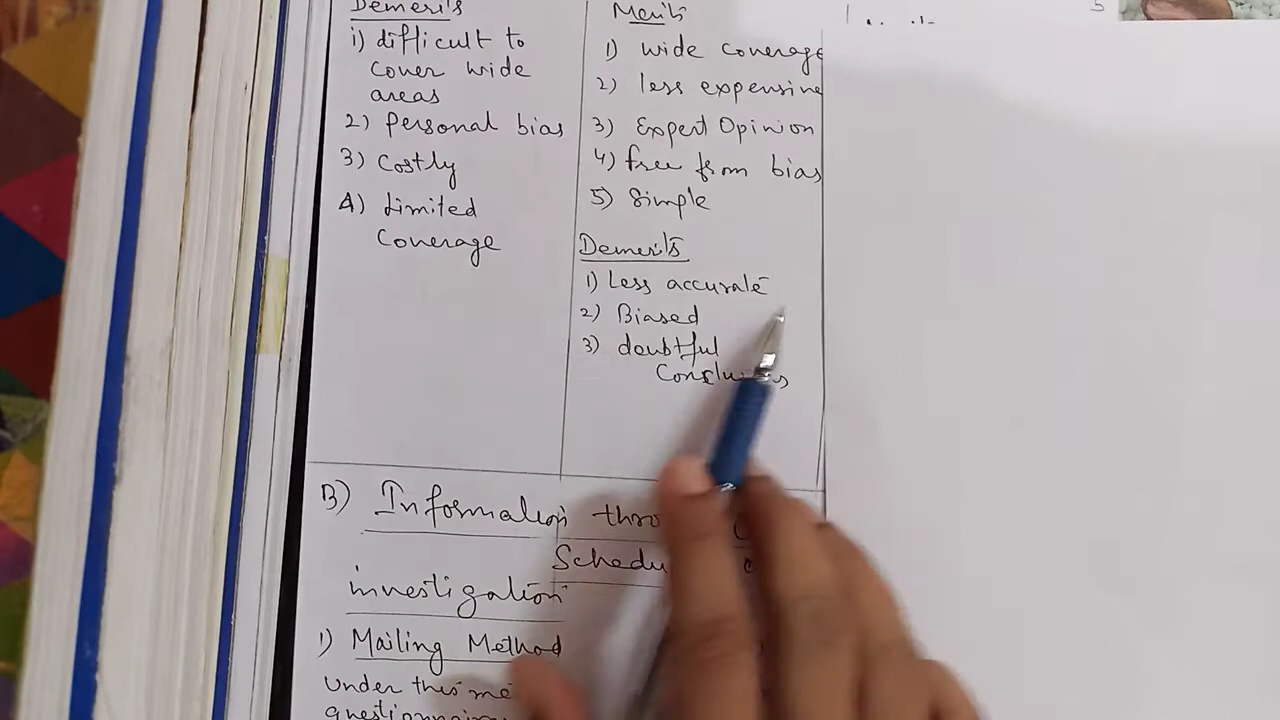 Demerits
i) difficult to
cover wide
areas
2) Personal bias
3) Costly
4) Limited
Coverage
Merits
1) wide coverage
2) less expensive
3) Expert Opinion
4) free from bias
5) Simple
Demerits
1) Less accurate
2) Biased
3) doubtful
B) Information
investigation
1) Mailing Method
Under this